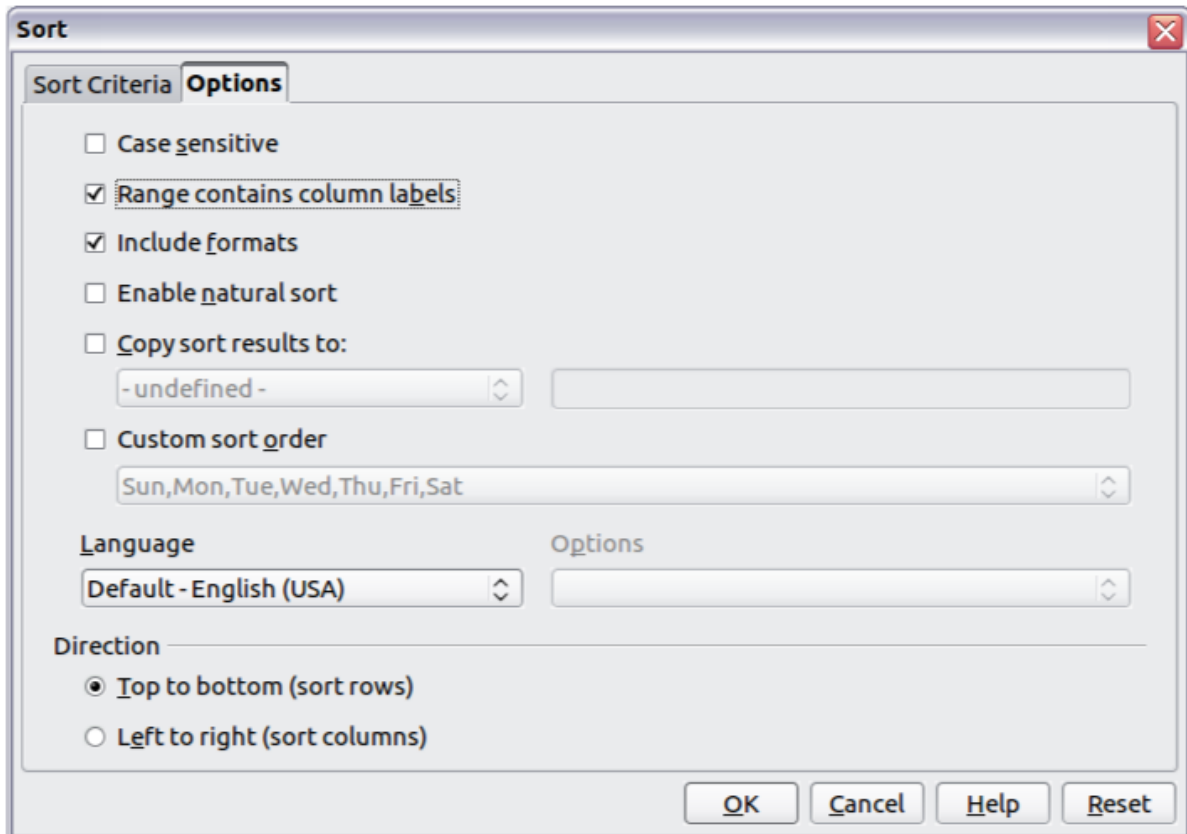 Sort
Sort Criteria Options
Case sensitive
Range contains column labels
Include formats
Enable natural sort
Copy sort results to:
- undefined -
Custom sort order
Sun,Mon,Tue,Wed,Thu,Fri,Sat
Language Options
Default - English (USA)
Direction
Top to bottom (sort rows)
Left to right (sort columns)
OK Cancel Help Reset